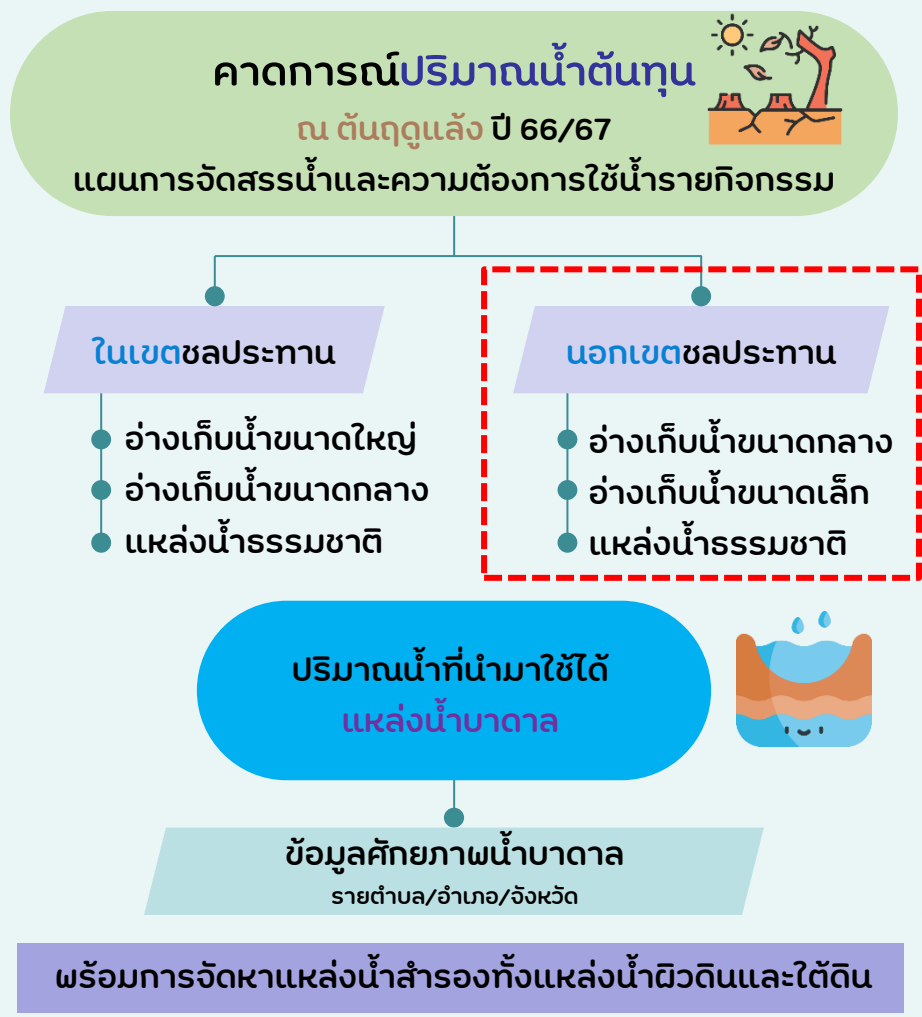 คาดการณ์ปริมาณน้ำต้นทุน
ณ ต้นฤดูแล้ง ปี 66/67
แผนการจัดสรรน้ำและความต้องการใช้น้ำรายกิจกรรม
ในเขตชลประทาน
อ่างเก็บน้ำขนาดใหญ่
อ่างเก็บน้ำขนาดกลาง
แหล่งน้ำธรรมชาติ
นอกเขตชลประทาน
อ่างเก็บน้ำขนาดกลาง
อ่างเก็บน้ำขนาดเล็ก
แหล่งน้ำธรรมชาติ
ปริมาณน้ำที่นำมาใช้ได้
แหล่งน้ำบาดาล
ข้อมูลศักยภาพน้ำบาดาล
รายตำบล/อำเภอ/จังหวัด
พร้อมการจัดหาแหล่งน้ำสำรองทั้งแหล่งน้ำผิวดินและใต้ดิน